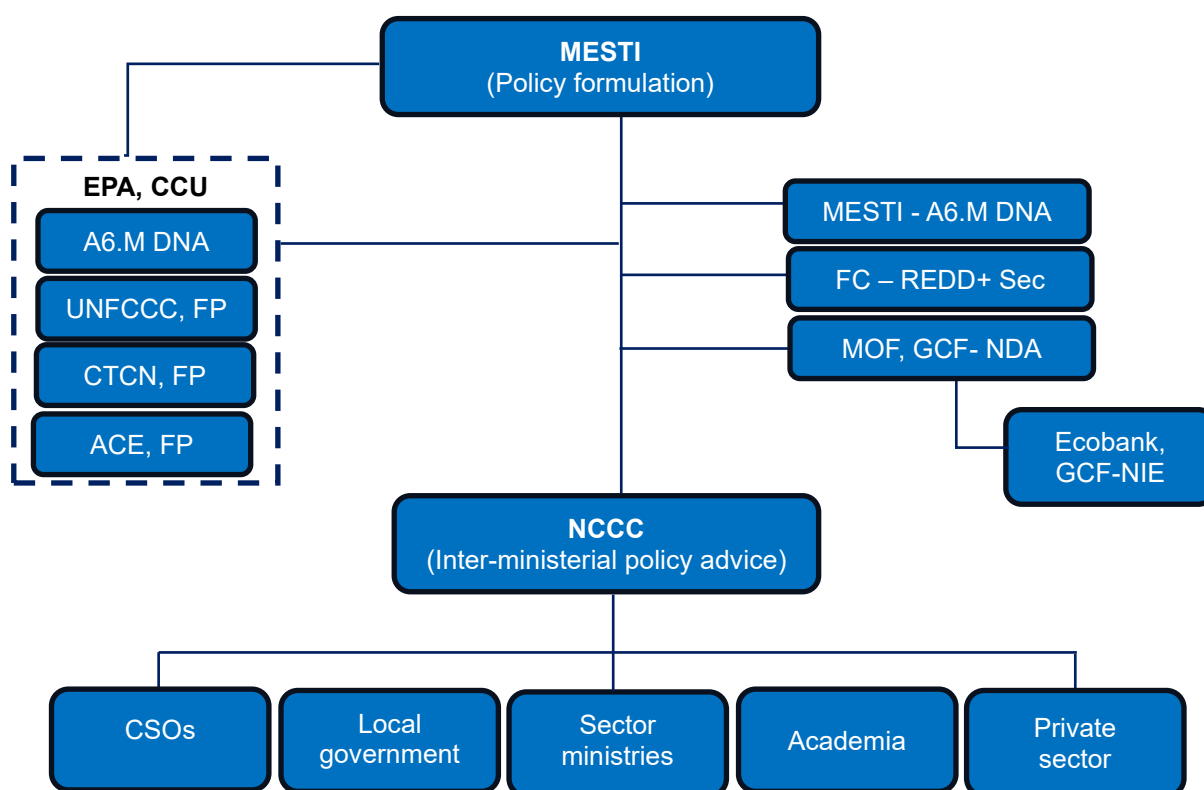 MESTI
(Policy formulation)
EPA, CCU
A6.M DNA
UNFCCC, FP
CTCN, FP
ACE, FP
MESTI - A6.M DNA
FC – REDD+ Sec
MOF, GCF- NDA
Ecobank,
GCF-NIE
NCCC
(Inter-ministerial policy advice)
CSOs
Local
government
Sector
ministries
Academia
Private
sector